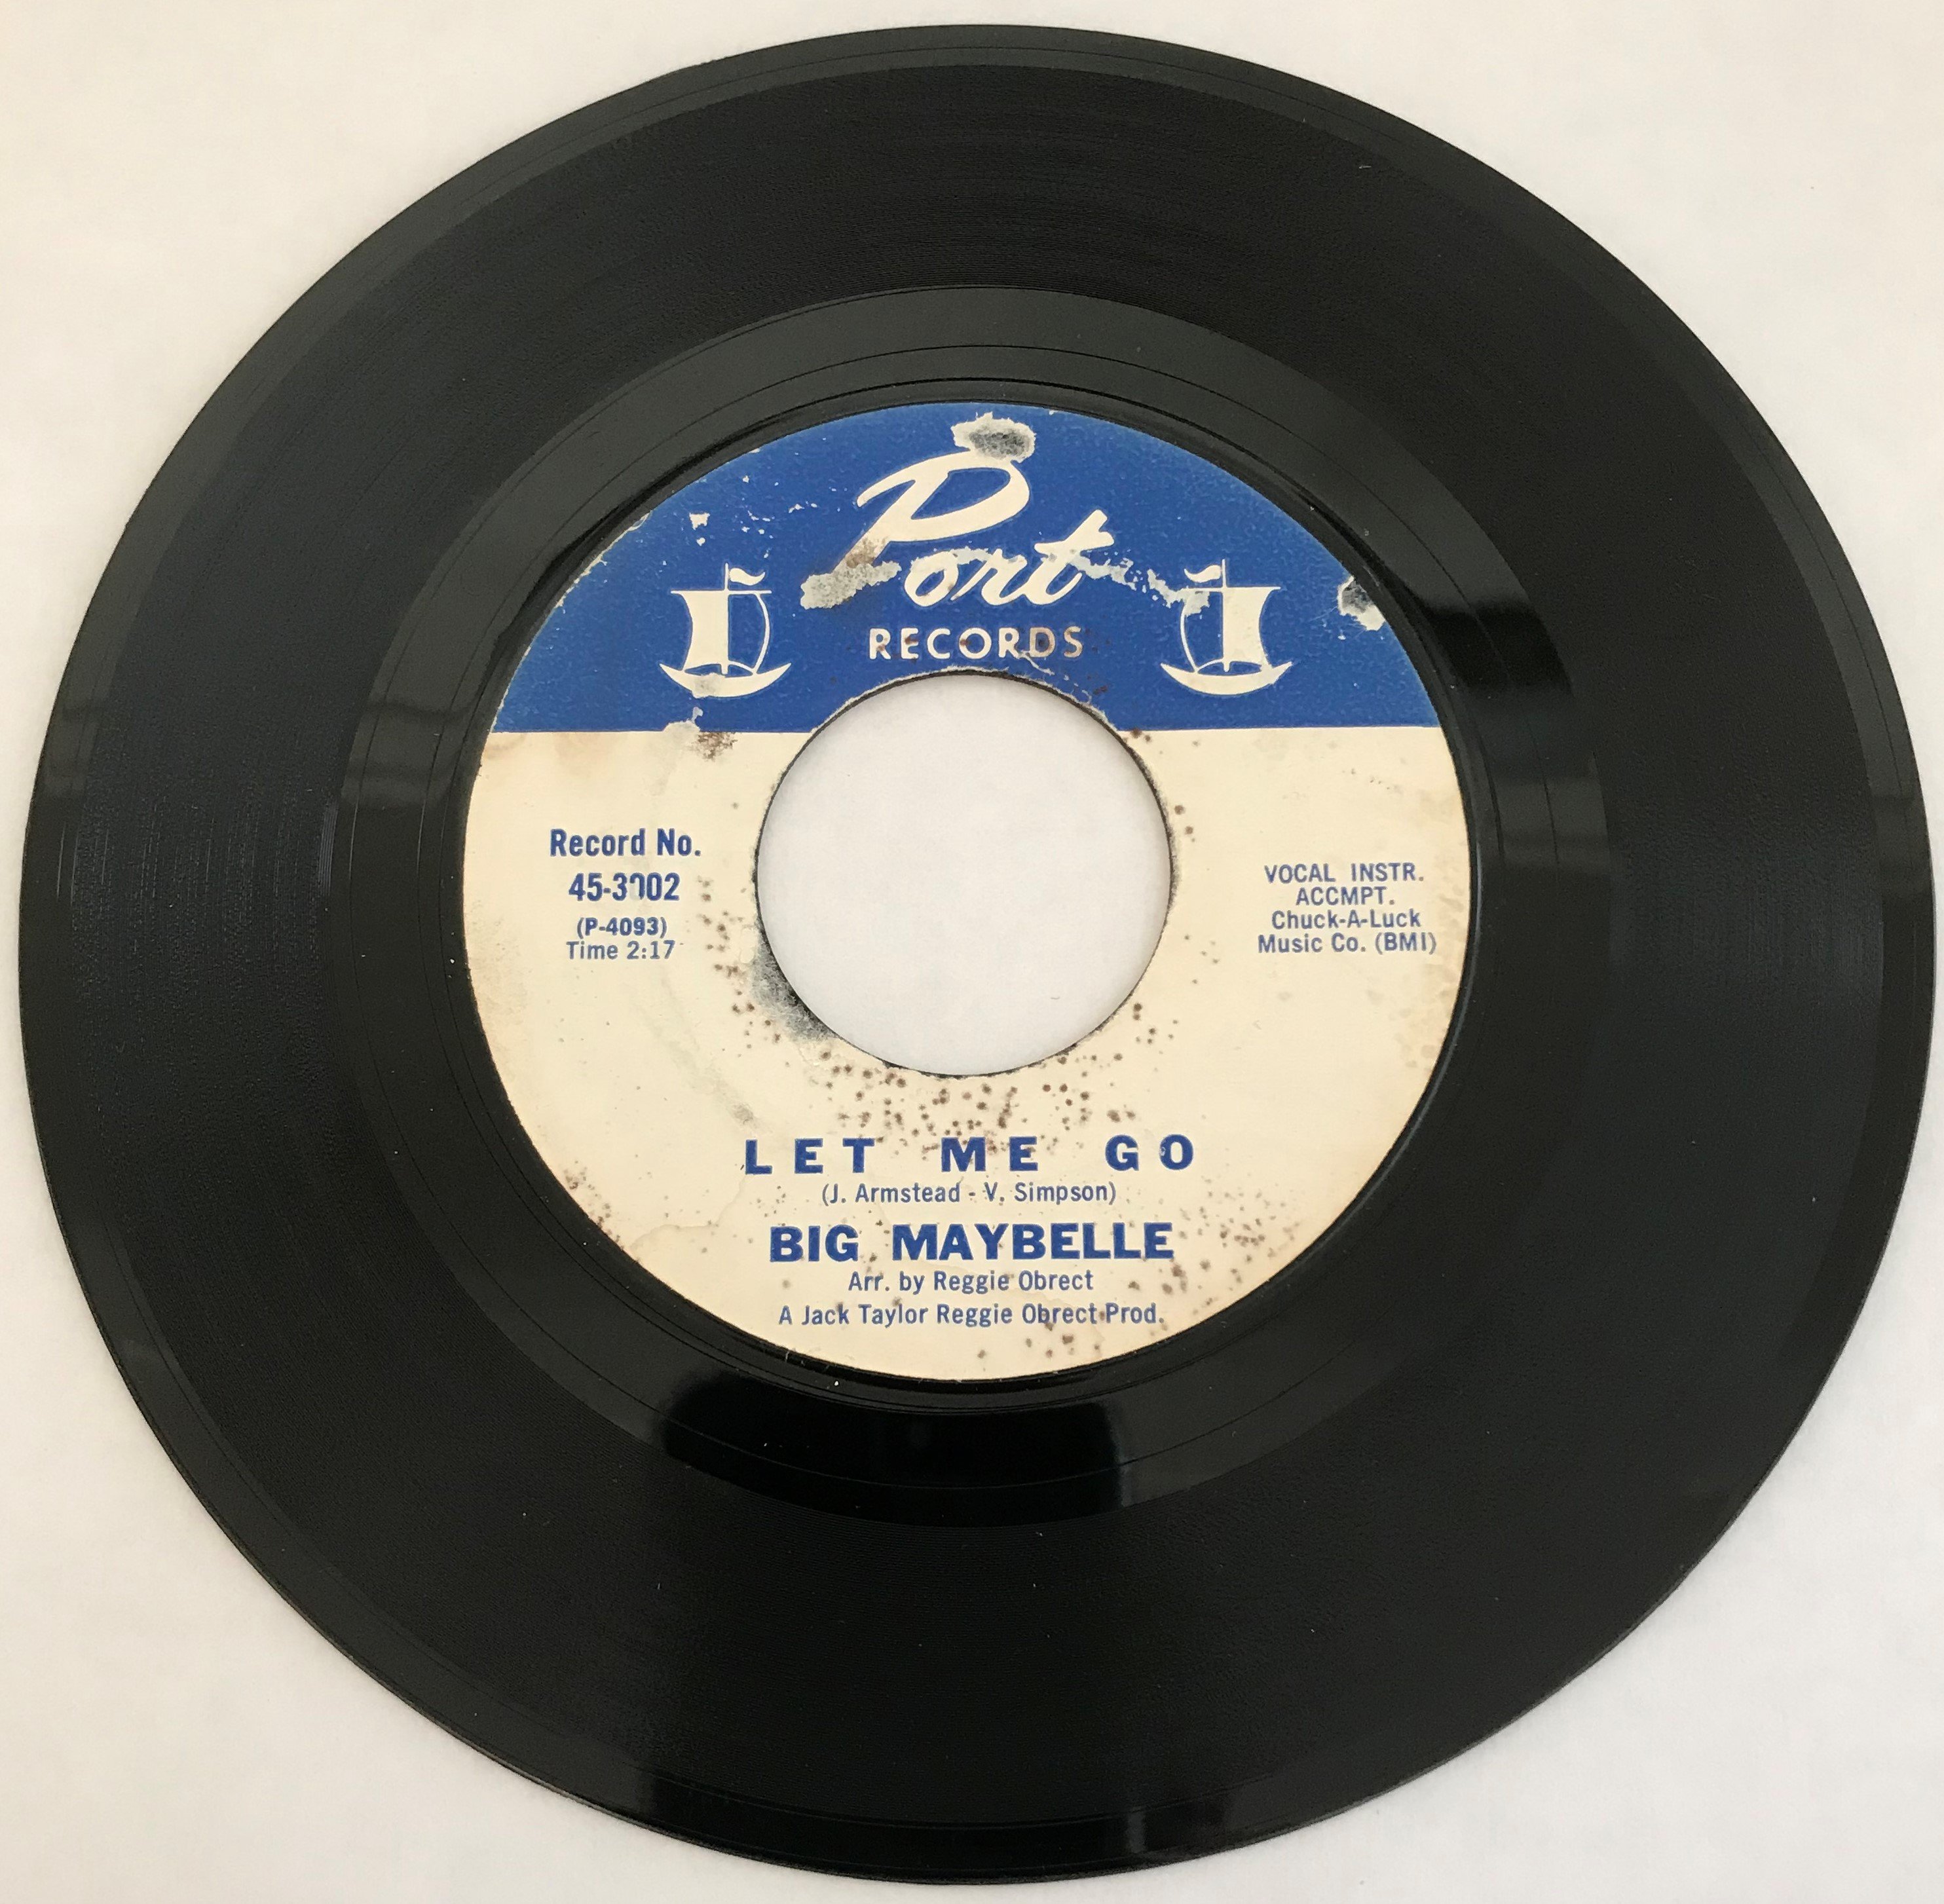 Port
RECORDS
Record No.
45-3002
(P-4093)
Time 2:17
VOCAL INSTR.
ACCMPT.
Chuck-A-Luck
Music Co. (BMI)
LET ME GO
(J. Armstead - V. Simpson)
BIG MAYBELLE
Arr. by Reggie Obrect
A Jack Taylor Reggie Obrect Prod.